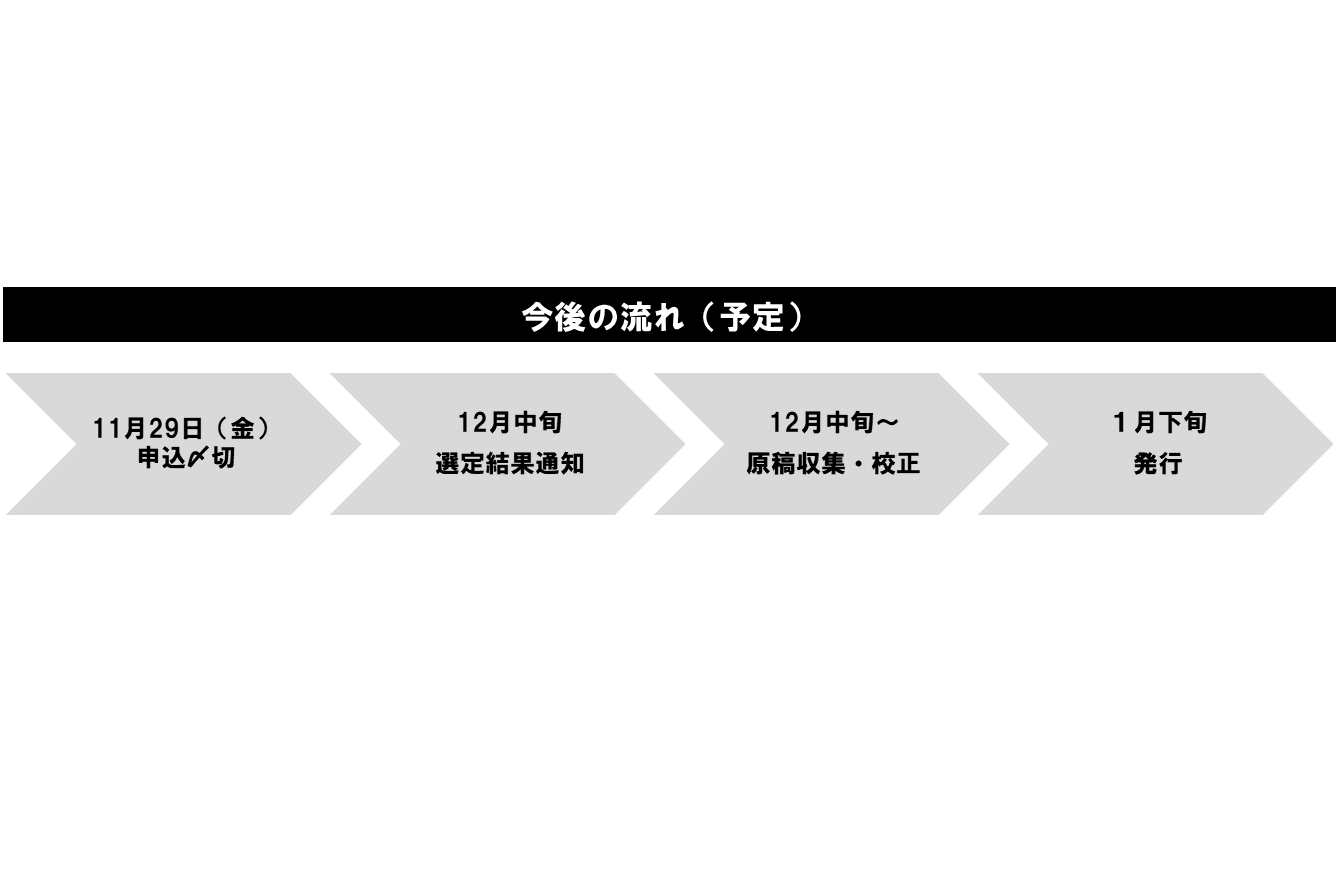 今後の流れ（予定）
11月29日（金）
申込〆切
12月中旬
選定結果通知
12月中旬～
原稿収集・校正
１月下旬
発行